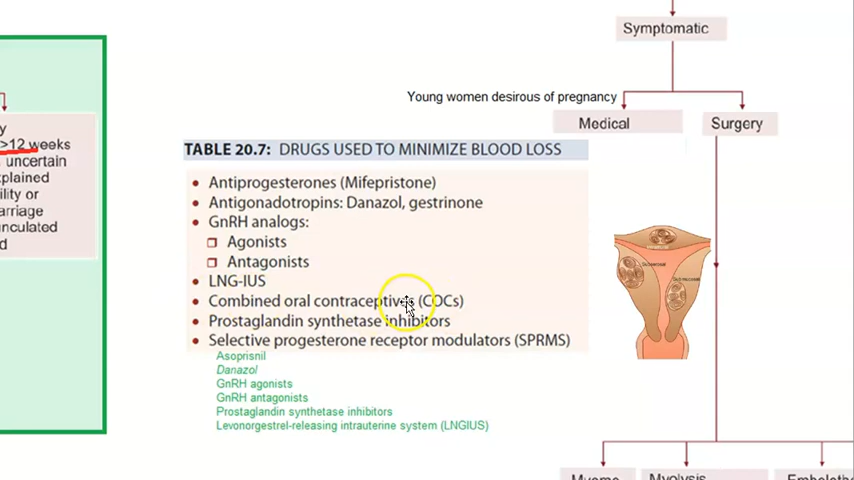 Symptomatic
Young women desirous of pregnancy
Medical
Surgery
y
>12 weeks
uncertain
plained
ility or
arriage
unculated
d
TABLE 20.7: DRUGS USED TO MINIMIZE BLOOD LOSS
• Antiprogesterones (Mifepristone)
• Antigonadotropins: Danazol, gestrinone
• GnRH analogs:
❒ Agonists
❒ Antagonists
• LNG-IUS
• Combined oral contraceptives (COCs)
• Prostaglandin synthetase inhibitors
• Selective progesterone receptor modulators (SPRMS)
Asoprisnil
Danazol
GnRH agonists
GnRH antagonists
Prostaglandin synthetase inhibitors
Levonorgestrel-releasing intrauterine system (LNGIUS)
Myolysis